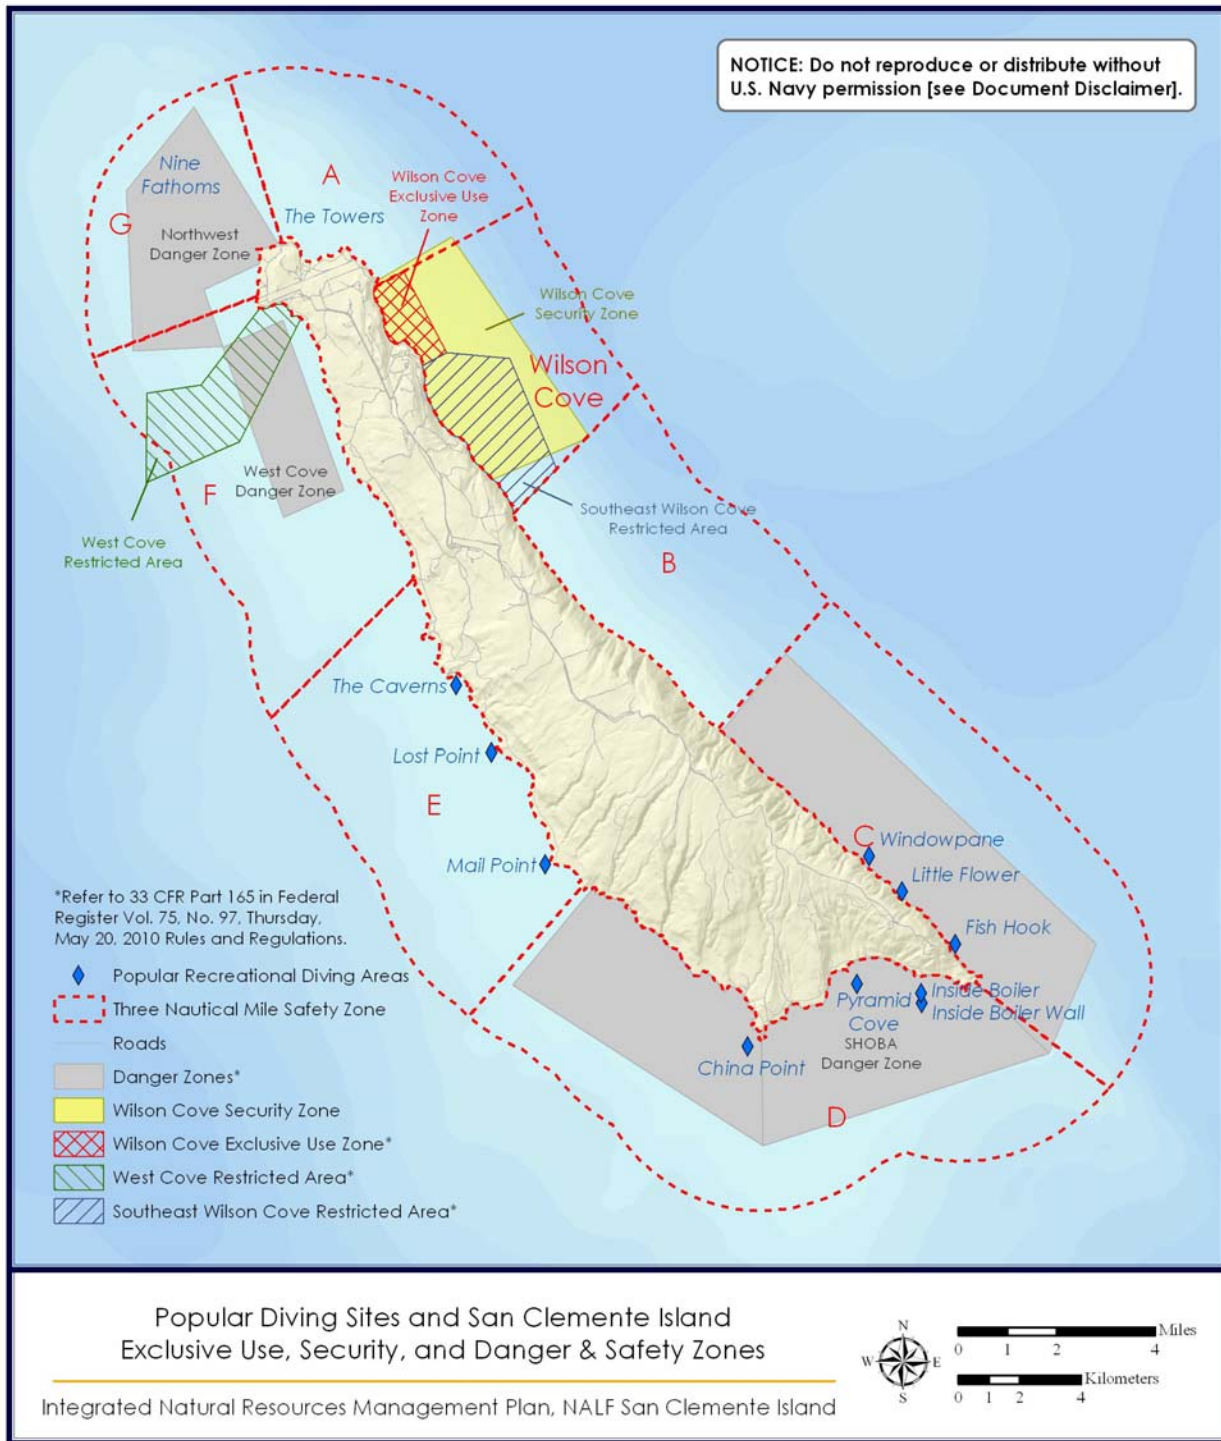 NOTICE: Do not reproduce or distribute without
U.S. Navy permission [see Document Disclaimer].
Nine
Fathoms
A
Wilson Cove
Exclusive Use
Zone
The Towers
G
Northwest
Danger Zone
Wilson Cove
Security Zone
Wilson
Cove
West Cove
Danger Zone
F
Southeast Wilson Cove
Restricted Area
West Cove
Restricted Area
B
The Caverns
Lost Point
E
Mail Point
C
Windowpane
Little Flower
Fish Hook
Inside Boiler
Inside Boiler Wall
Pyramid
Cove
SHOBA
Danger Zone
China Point
D
*Refer to 33 CFR Part 165 in Federal
Register Vol. 75, No. 97, Thursday,
May 20, 2010 Rules and Regulations.
Popular Recreational Diving Areas
Three Nautical Mile Safety Zone
Roads
Danger Zones*
Wilson Cove Security Zone
Wilson Cove Exclusive Use Zone*
West Cove Restricted Area*
Southeast Wilson Cove Restricted Area*
Popular Diving Sites and San Clemente Island
Exclusive Use, Security, and Danger & Safety Zones
Integrated Natural Resources Management Plan, NALF San Clemente Island
N
W E
S
Miles
0 1 2 4
Kilometers
0 1 2 4